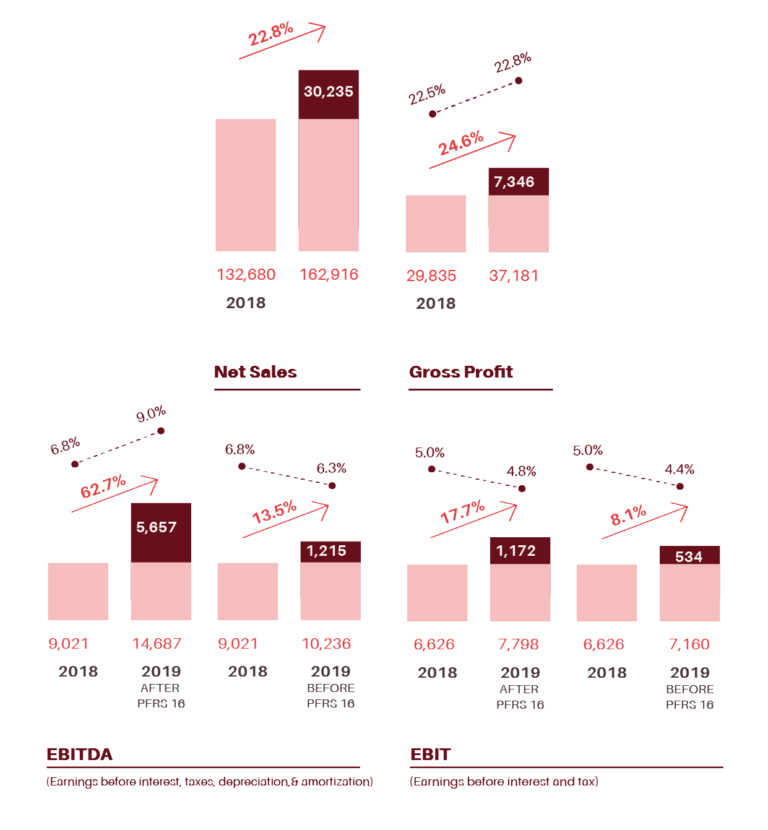 22.8%
30,235
22.5%
22.8%
24.6%
7,346
132,680 162,916
2018
29,835 37,181
2018
Net Sales
Gross Profit
6.8%
9.0%
62.7%
5,657
6.8%
6.3%
13.5%
1,215
5.0%
4.8%
17.7%
1,172
5.0%
4.4%
8.1%
534
9,021 14,687 9,021 10,236
2018 2019 2018 2019
AFTER BEFORE
PFRS 16 PFRS 16
6,626 7,798 6,626 7,160
2018 2019 2018 2019
AFTER BEFORE
PFRS 16 PFRS 16
EBITDA
(Earnings before interest, taxes, depreciation,& amortization)
EBIT
(Earnings before interest and tax)